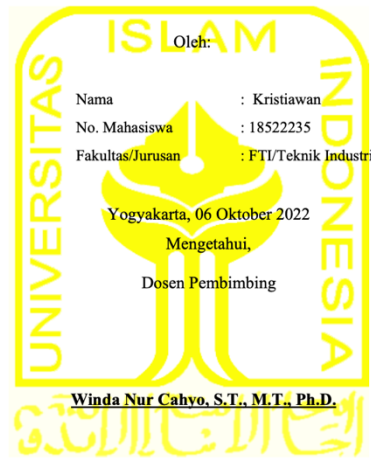 ISLAM
UNIVERSITAS
INDONESIA
Oleh:
Nama : Kristiawan
No. Mahasiswa : 18522235
Fakultas/Jurusan : FTI/Teknik Industri
Yogyakarta, 06 Oktober 2022
Mengetahui,
Dosen Pembimbing
Winda Nur Cahyo, S.T., M.T., Ph.D.